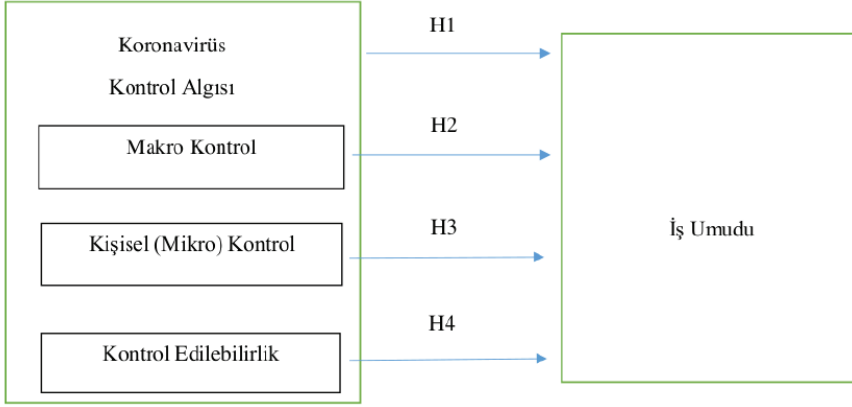 Koronavirüs
Kontrol Algısı
Makro Kontrol
Kişisel (Mikro) Kontrol
Kontrol Edilebilirlik
H1
H2
H3
H4
İş Umudu